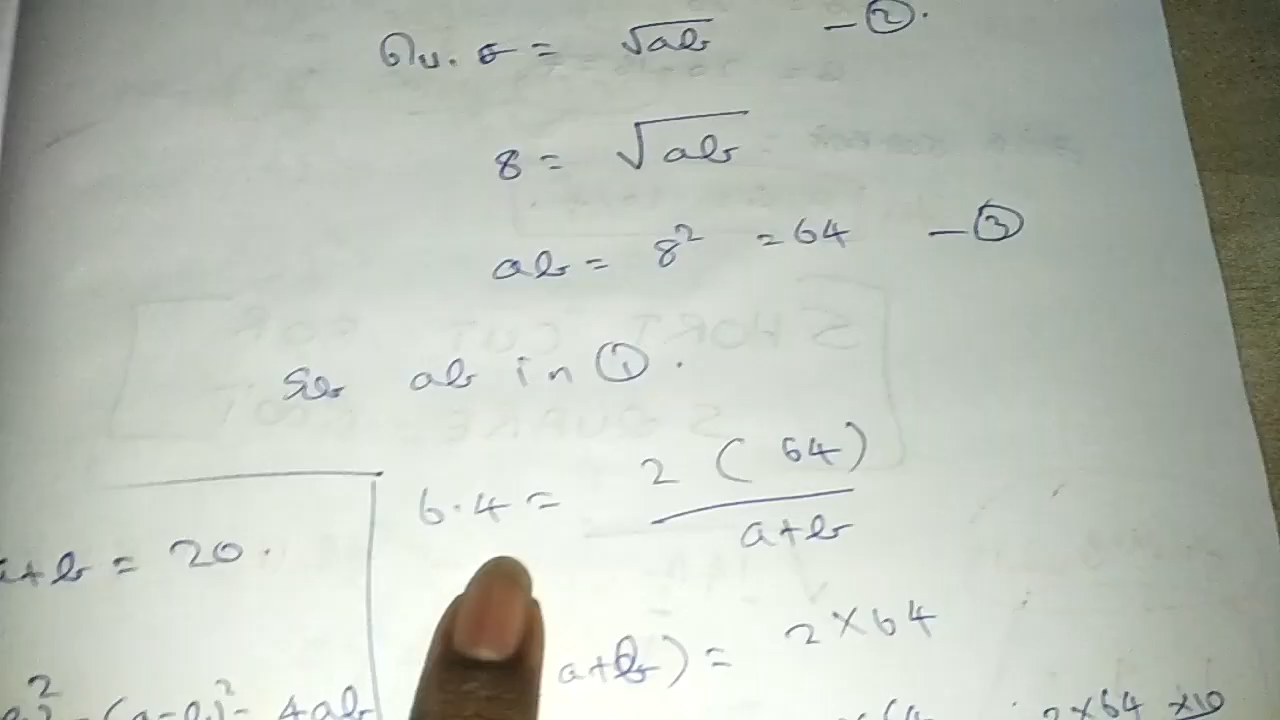 பெ.ச = √ab - ②.
8 = √ab
ab = 8² = 64 - ③
Sub ab in ①.
6.4 = 2 ( 64) / a+b
a+b = 20.
a+b) = 2×64
2×64 ×10